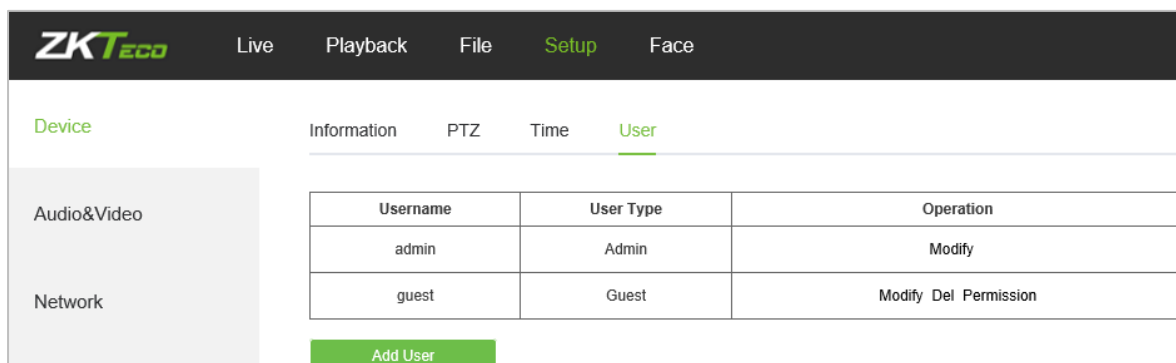 ZKTECO Live Playback File Setup Face
Device
Information PTZ Time User
Audio&Video
Username User Type Operation
admin Admin Modify
guest Guest Modify Del Permission
Network
Add User